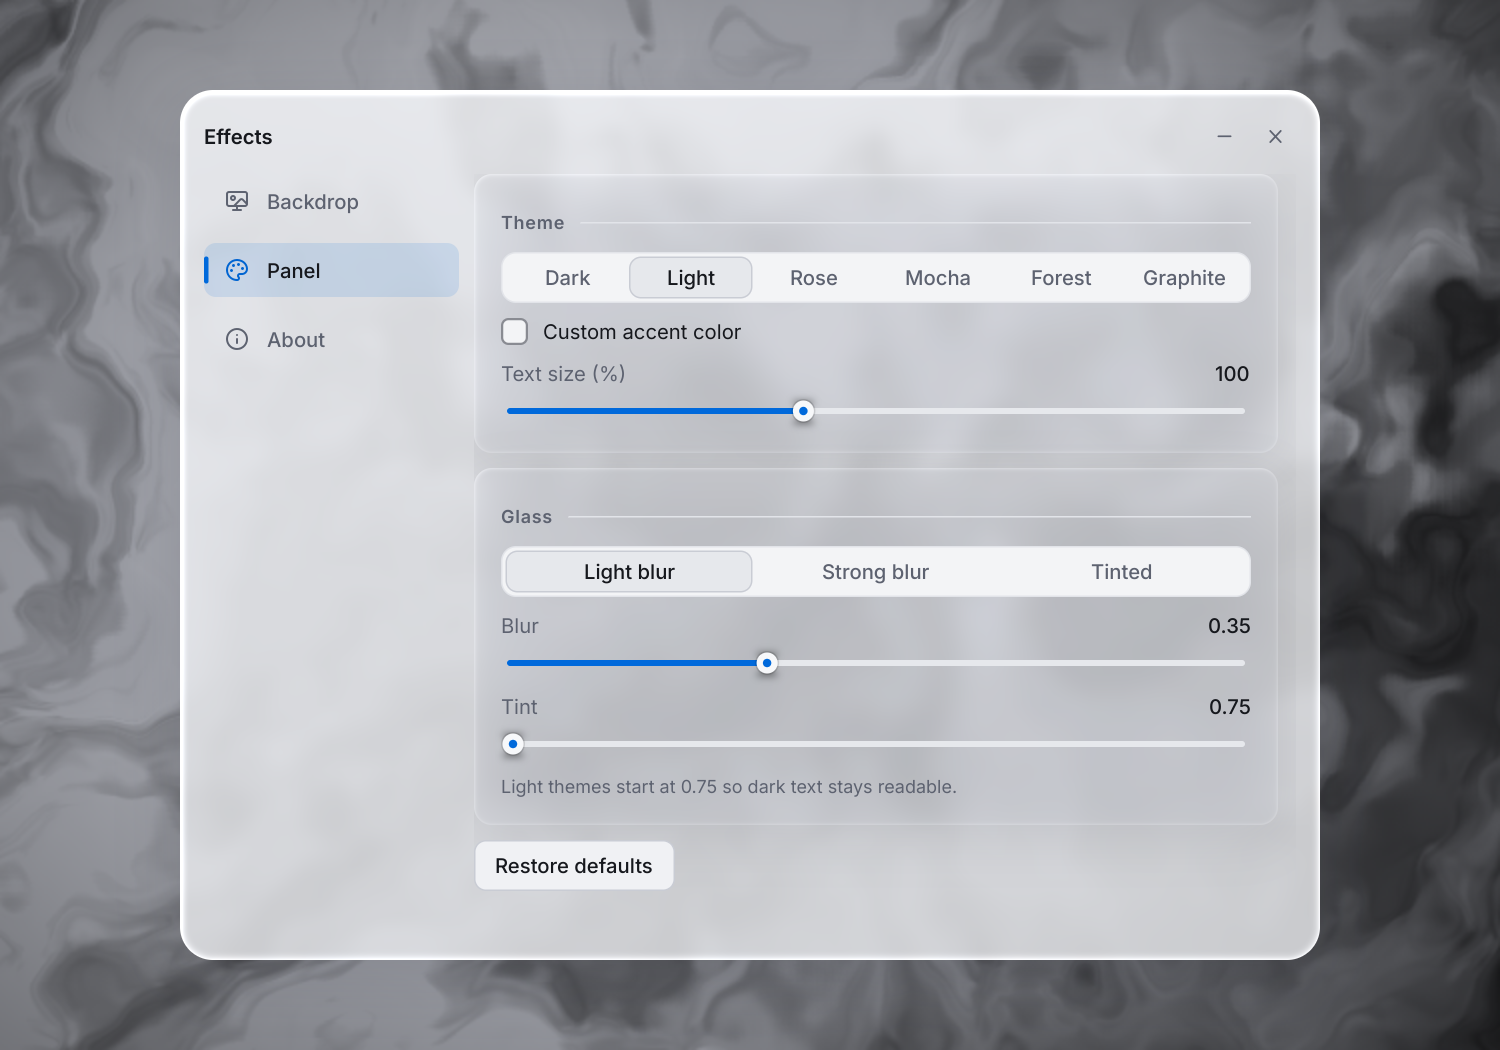 Effects
Backdrop
Panel
About
Theme
Dark Light Rose Mocha Forest Graphite
Custom accent color
Text size (%) 100
Glass
Light blur Strong blur Tinted
Blur 0.35
Tint 0.75
Light themes start at 0.75 so dark text stays readable.
Restore defaults